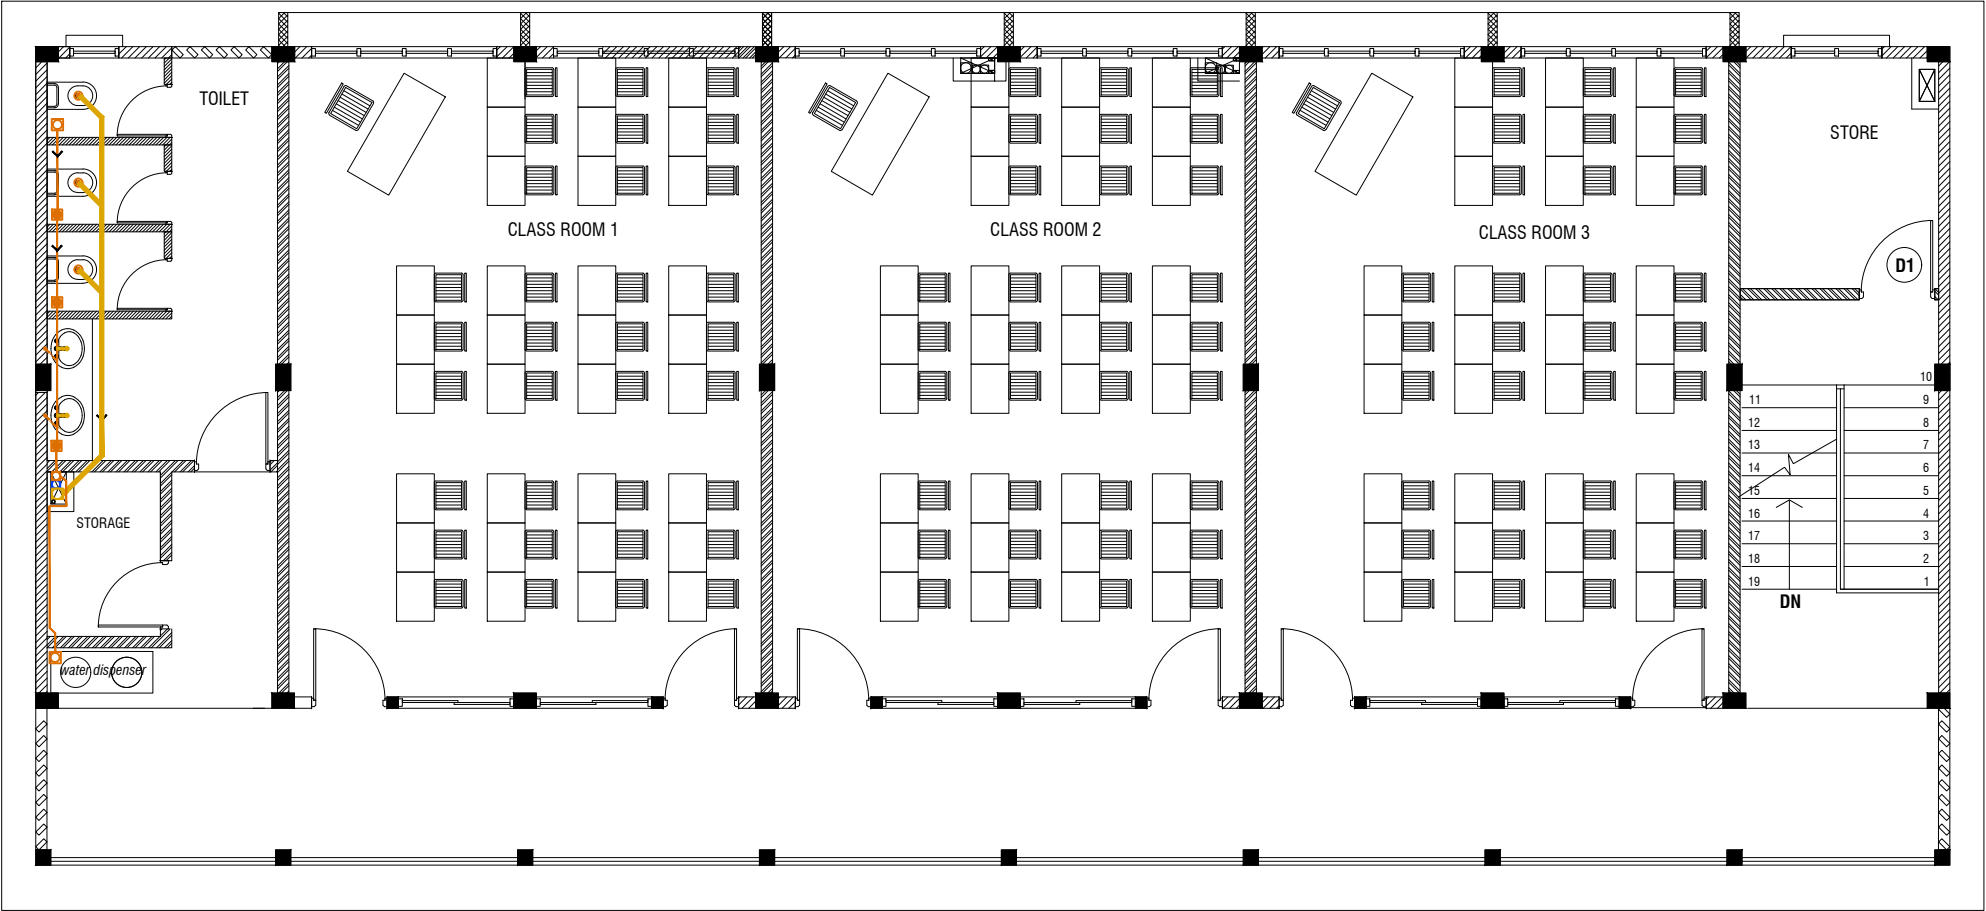 TOILET
STORE
CLASS ROOM 1
CLASS ROOM 2
CLASS ROOM 3
D1
10
11
9
12
8
13
7
14
6
15
5
16
4
17
3
18
2
19
1
DN
STORAGE
water dispenser